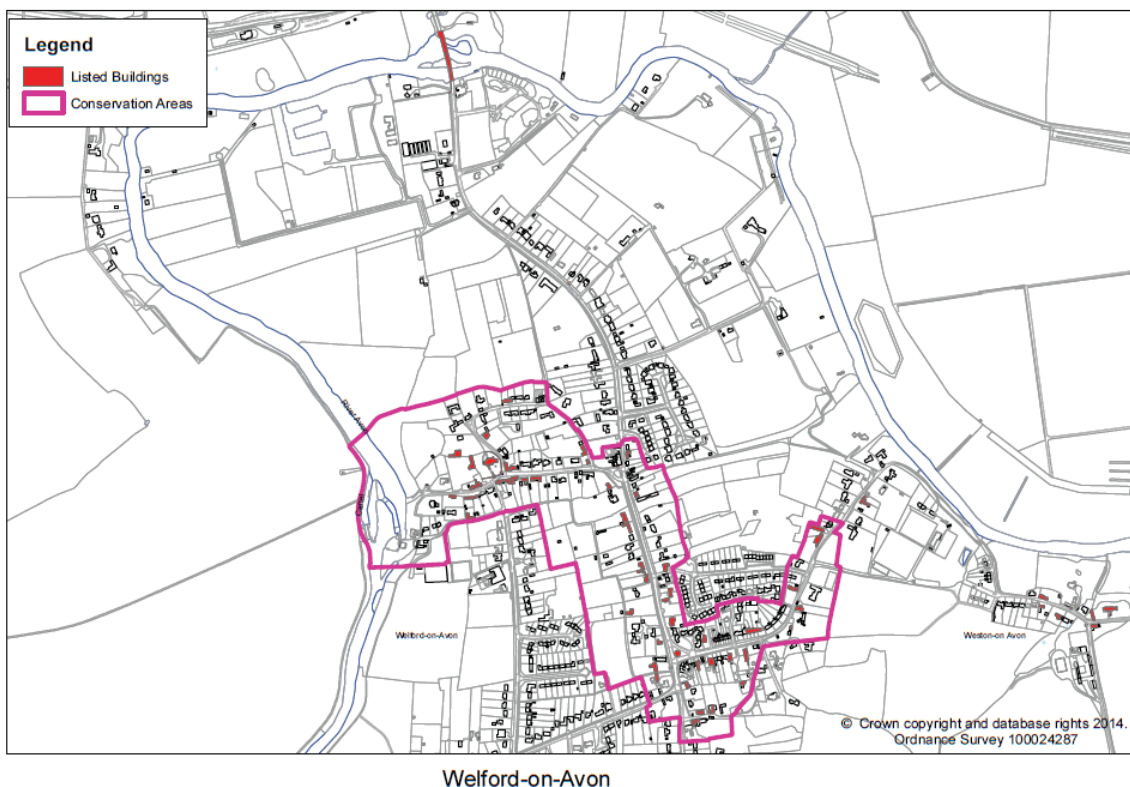 Legend
Listed Buildings
Conservation Areas
River Avon
Canal
Welford-on-Avon
Weston-on Avon
© Crown copyright and database rights 2014.
Ordnance Survey 100024287
Welford-on-Avon